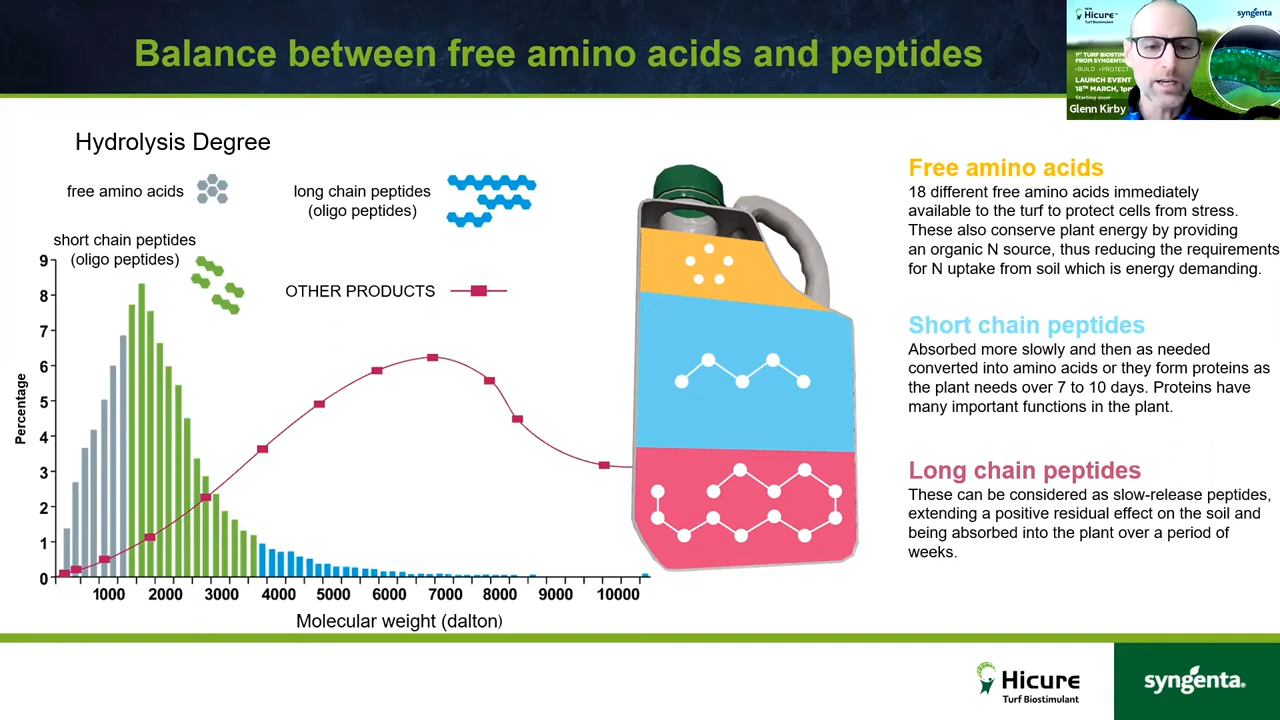 Balance between free amino acids and peptides
NEW
Hicure™
Turf Biostimulant
syngenta
1ST TURF BIOSTIM
FROM SYNGENTA
• BUILD • PROTECT
LAUNCH EVENT
18TH MARCH, 1pm
Starting soon
Glenn Kirby
Hydrolysis Degree
free amino acids
long chain peptides
(oligo peptides)
short chain peptides
(oligo peptides)
OTHER PRODUCTS
Percentage
9
8
7
6
5
4
3
2
1
0
1000 2000 3000 4000 5000 6000 7000 8000 9000 10000
Molecular weight (dalton)
Free amino acids
18 different free amino acids immediately
available to the turf to protect cells from stress.
These also conserve plant energy by providing
an organic N source, thus reducing the requirements
for N uptake from soil which is energy demanding.
Short chain peptides
Absorbed more slowly and then as needed
converted into amino acids or they form proteins as
the plant needs over 7 to 10 days. Proteins have
many important functions in the plant.
Long chain peptides
These can be considered as slow-release peptides,
extending a positive residual effect on the soil and
being absorbed into the plant over a period of
weeks.
Hicure
Turf Biostimulant
syngenta.